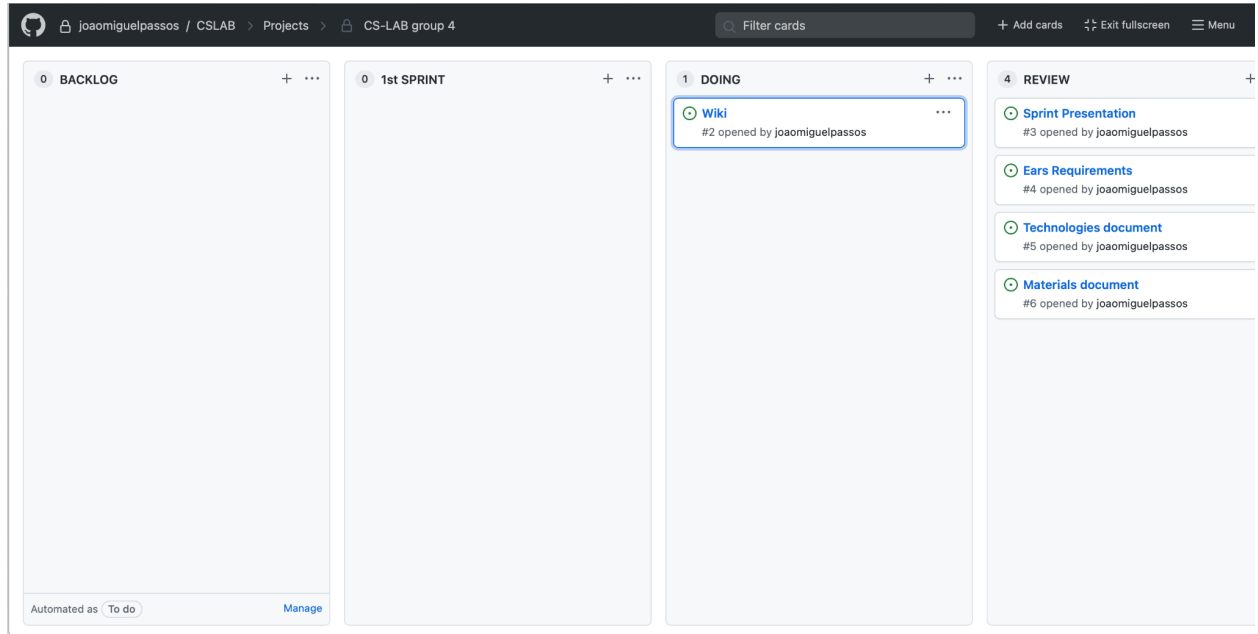 joaomiguelpassos / CSLAB > Projects > CS-LAB group 4
Filter cards
+ Add cards
Exit fullscreen
Menu
0 BACKLOG + ...
Automated as To do
Manage
0 1st SPRINT + ...
1 DOING + ...
Wiki ...
#2 opened by joaomiguelpassos
4 REVIEW +
Sprint Presentation
#3 opened by joaomiguelpassos
Ears Requirements
#4 opened by joaomiguelpassos
Technologies document
#5 opened by joaomiguelpassos
Materials document
#6 opened by joaomiguelpassos